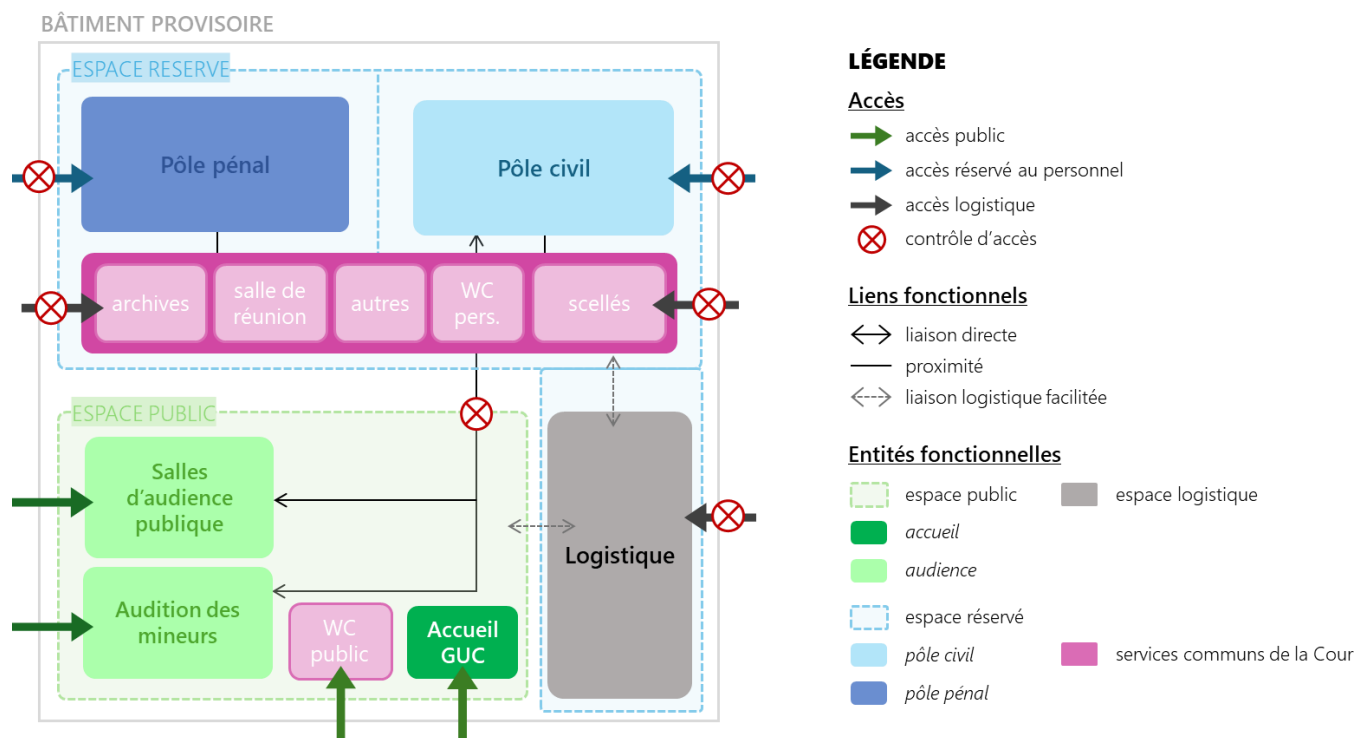 BÂTIMENT PROVISOIRE
ESPACE RESERVE
Pôle pénal
Pôle civil
archives
salle de
réunion
autres
WC
pers.
scellés
ESPACE PUBLIC
Salles
d'audience
publique
Audition des
mineurs
WC
public
Accueil
GUC
Logistique
LÉGENDE
Accès
accès public
accès réservé au personnel
accès logistique
contrôle d'accès
Liens fonctionnels
liaison directe
proximité
liaison logistique facilitée
Entités fonctionnelles
espace public
espace logistique
accueil
audience
espace réservé
pôle civil
services communs de la Cour
pôle pénal